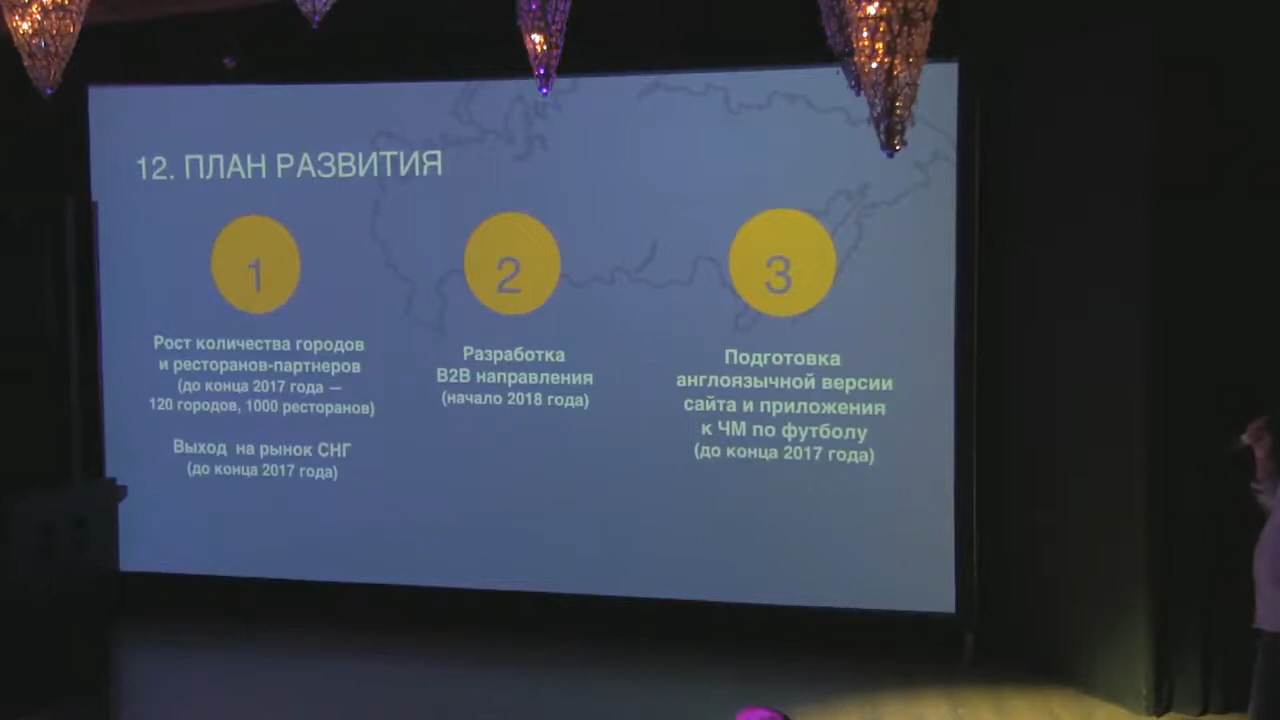 12. ПЛАН РАЗВИТИЯ
1
Рост количества городов
и ресторанов-партнеров
(до конца 2017 года —
120 городов, 1000 ресторанов)
Выход на рынок СНГ
(до конца 2017 года)
2
Разработка
B2B направления
(начало 2018 года)
3
Подготовка
англоязычной версии
сайта и приложения
к ЧМ по футболу
(до конца 2017 года)